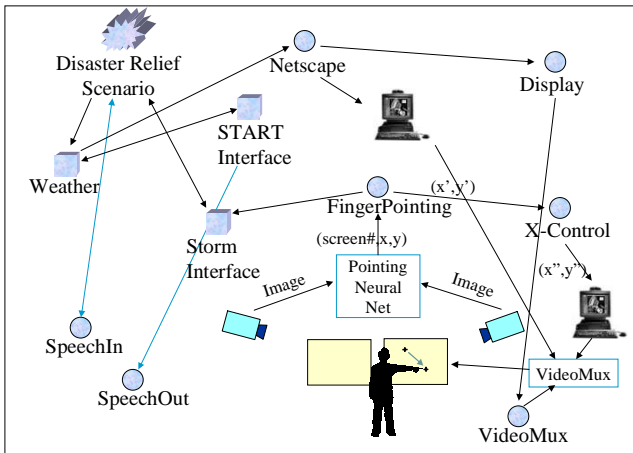 Disaster Relief
Scenario
Netscape
Display
START
Interface
Weather
FingerPointing
(x’,y’)
X-Control
Storm
Interface
(screen#,x,y)
(x”,y”)
Pointing
Neural
Net
Image
Image
SpeechIn
SpeechOut
VideoMux
VideoMux